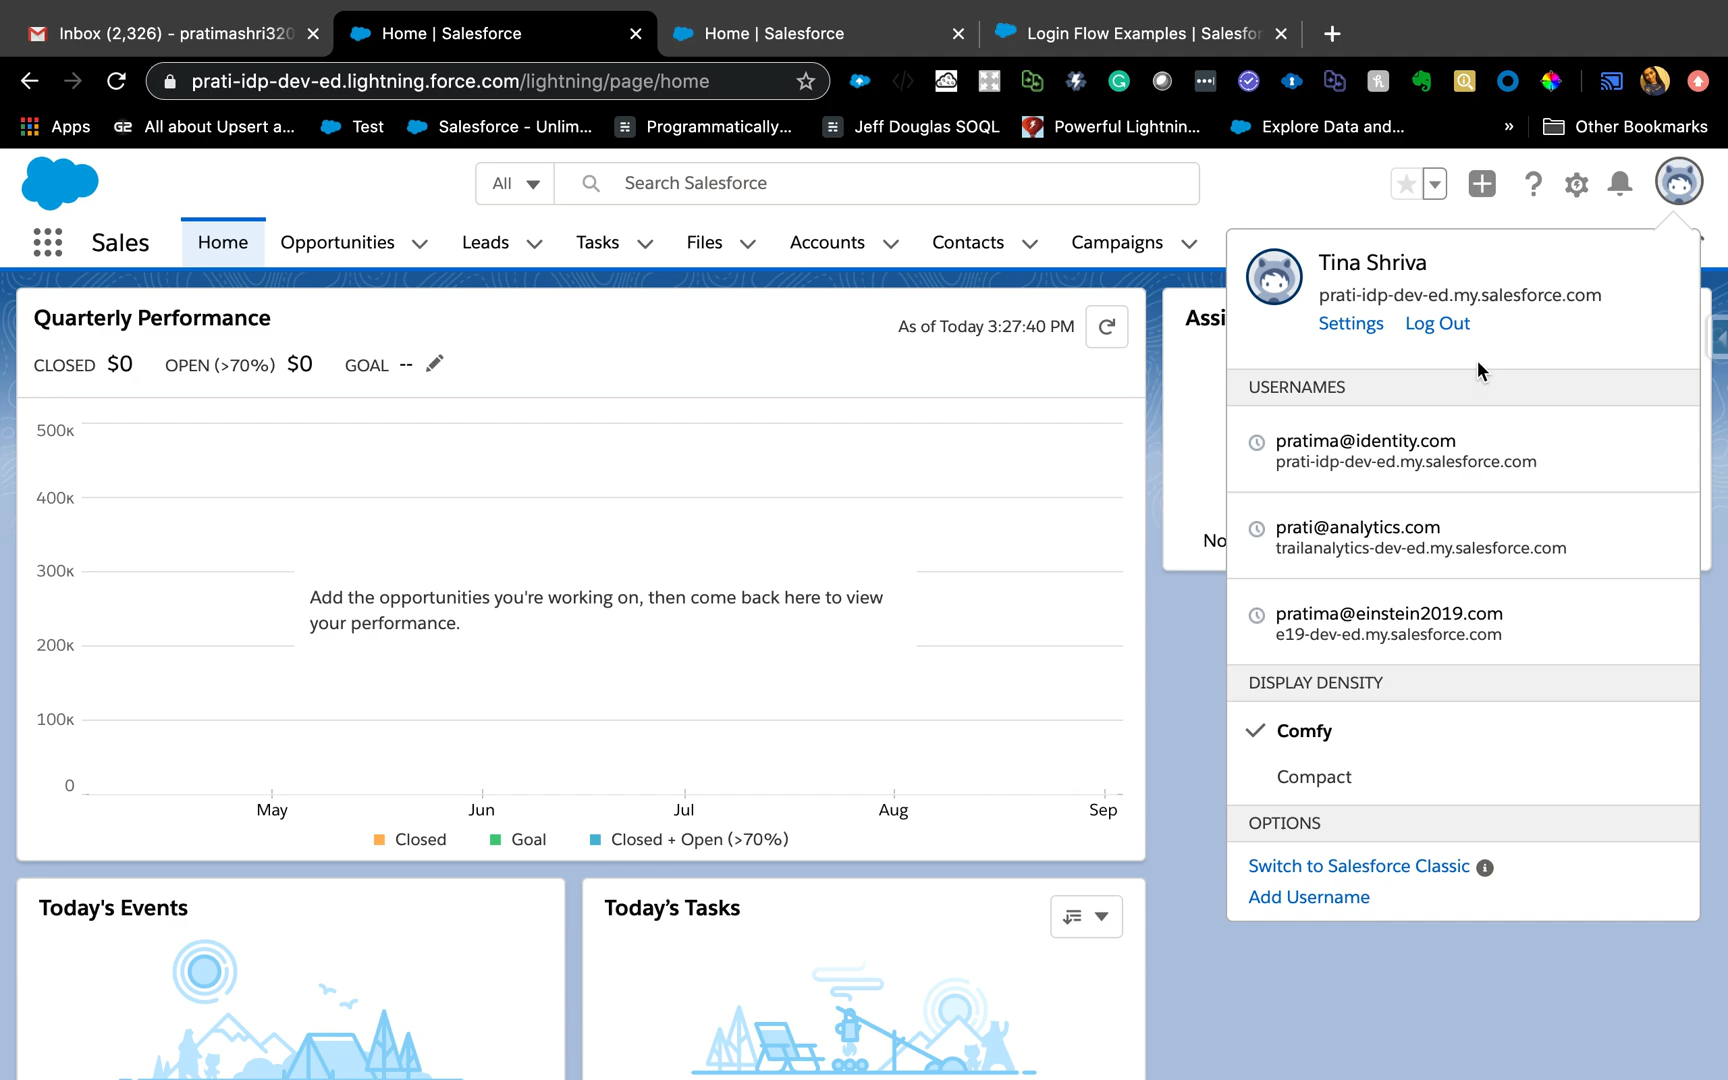 Inbox (2,326) - pratimashri320
Home | Salesforce
Home | Salesforce
Login Flow Examples | Salesfor
prati-idp-dev-ed.lightning.force.com/lightning/page/home
Apps
G2 All about Upsert a...
Test
Salesforce - Unlim...
Programmatically...
Jeff Douglas SOQL
Powerful Lightnin...
Explore Data and...
»
Other Bookmarks
All
Search Salesforce
Sales
Home
Opportunities
Leads
Tasks
Files
Accounts
Contacts
Campaigns
Quarterly Performance
As of Today 3:27:40 PM
CLOSED $0 OPEN (>70%) $0 GOAL --
500K
400K
300K
200K
100K
0
Add the opportunities you're working on, then come back here to view
your performance.
May Jun Jul Aug Sep
Closed Goal Closed + Open (>70%)
Today's Events
Today’s Tasks
Assi
No
Tina Shriva
prati-idp-dev-ed.my.salesforce.com
Settings Log Out
USERNAMES
pratima@identity.com
prati-idp-dev-ed.my.salesforce.com
prati@analytics.com
trailanalytics-dev-ed.my.salesforce.com
pratima@einstein2019.com
e19-dev-ed.my.salesforce.com
DISPLAY DENSITY
Comfy
Compact
OPTIONS
Switch to Salesforce Classic
Add Username